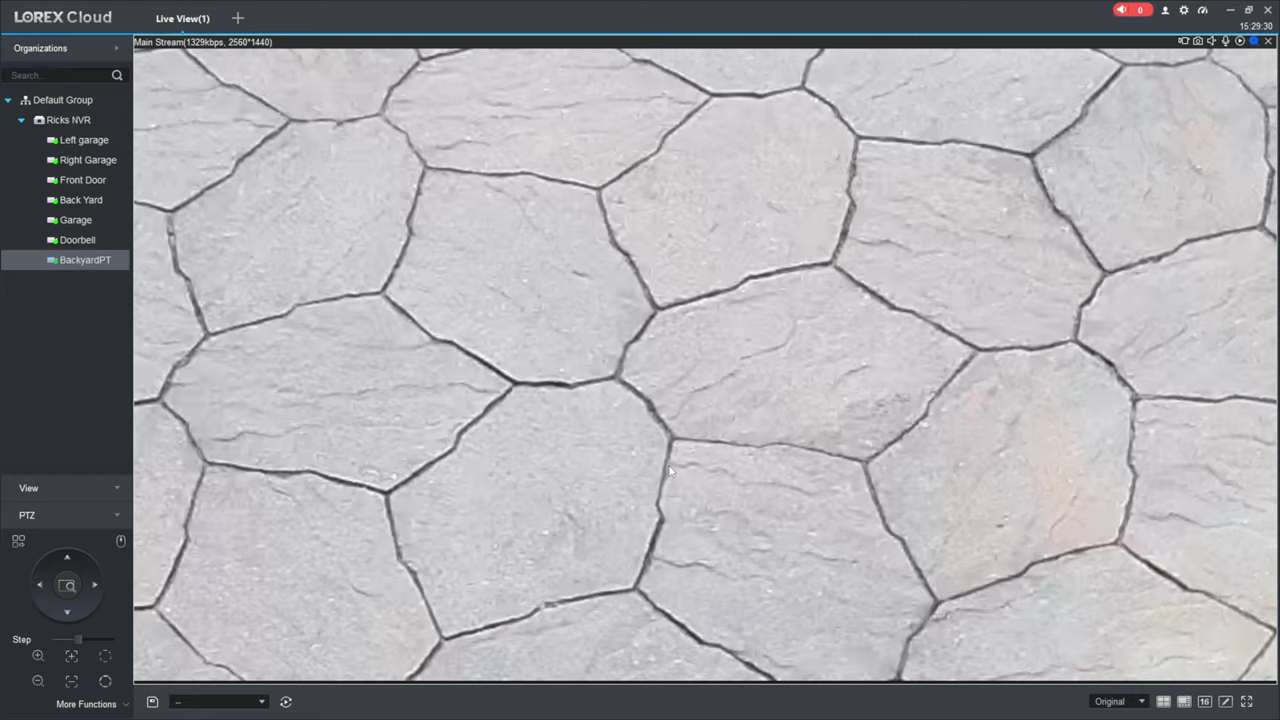 LOREX Cloud
Live View(1)
0
15:29:30
Organizations
Main Stream(1329kbps, 2560*1440)
Search..
Default Group
Ricks NVR
Left garage
Right Garage
Front Door
Back Yard
Garage
Doorbell
BackyardPT
View
PTZ
Step
More Functions
--
Original
16